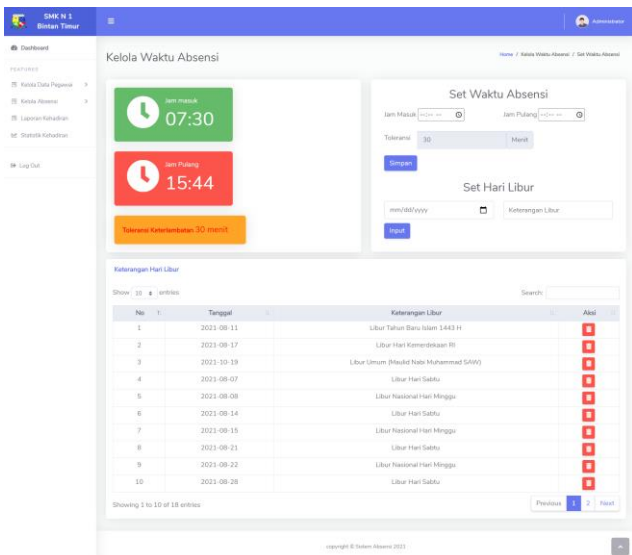 SMK N 1
Bintan Timur
Administrator
Dashboard
FEATURES
Kelola Data Pegawai
Kelola Absensi
Laporan Kehadiran
Statistik Kehadiran
Log Out
Kelola Waktu Absensi
Home / Kelola Waktu Absensi / Set Waktu Absensi
Jam masuk
07:30
Jam Pulang
15:44
Toleransi Keterlambatan 30 menit
Set Waktu Absensi
Jam Masuk --:-- -- Jam Pulang --:-- --
Toleransi 30 Menit
Simpan
Set Hari Libur
mm/dd/yyyy Keterangan Libur
Input
Keterangan Hari Libur
Show 10 entries Search:
No Tanggal Keterangan Libur Aksi
1 2021-08-11 Libur Tahun Baru Islam 1443 H
2 2021-08-17 Libur Hari Kemerdekaan RI
3 2021-10-19 Libur Umum (Maulid Nabi Muhammad SAW)
4 2021-08-07 Libur Hari Sabtu
5 2021-08-08 Libur Nasional Hari Minggu
6 2021-08-14 Libur Hari Sabtu
7 2021-08-15 Libur Nasional Hari Minggu
8 2021-08-21 Libur Hari Sabtu
9 2021-08-22 Libur Nasional Hari Minggu
10 2021-08-28 Libur Hari Sabtu
Showing 1 to 10 of 18 entries
Previous 1 2 Next
copyright © Sistem Absensi 2021